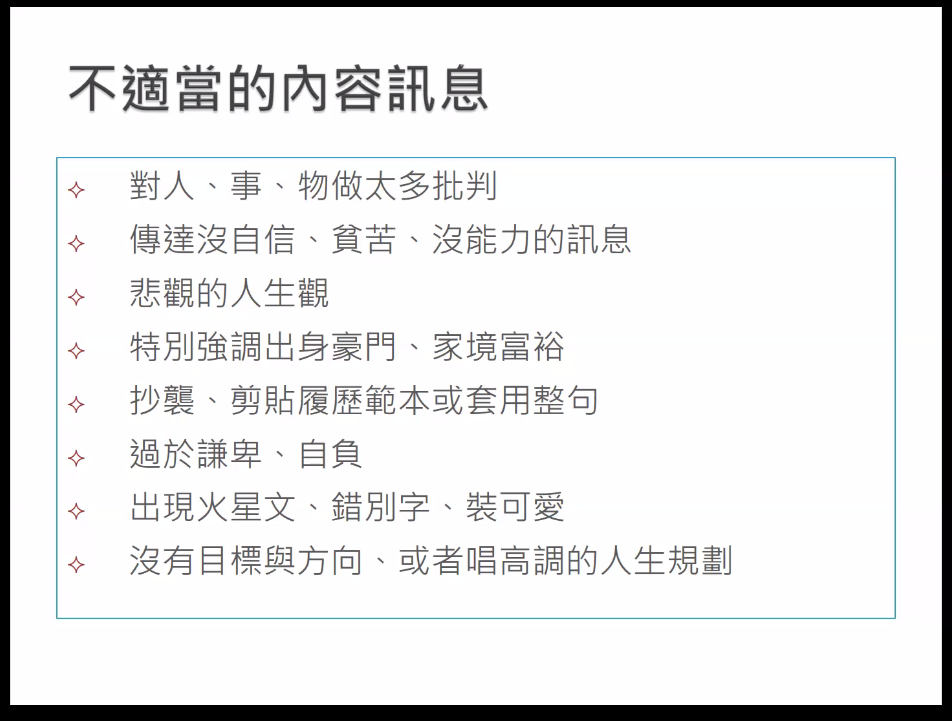 不適當的內容訊息
✧ 對人、事、物做太多批判
✧ 傳達沒自信、貧苦、沒能力的訊息
✧ 悲觀的人生觀
✧ 特別強調出身豪門、家境富裕
✧ 抄襲、剪貼履歷範本或套用整句
✧ 過於謙卑、自負
✧ 出現火星文、錯別字、裝可愛
✧ 沒有目標與方向、或者唱高調的人生規劃